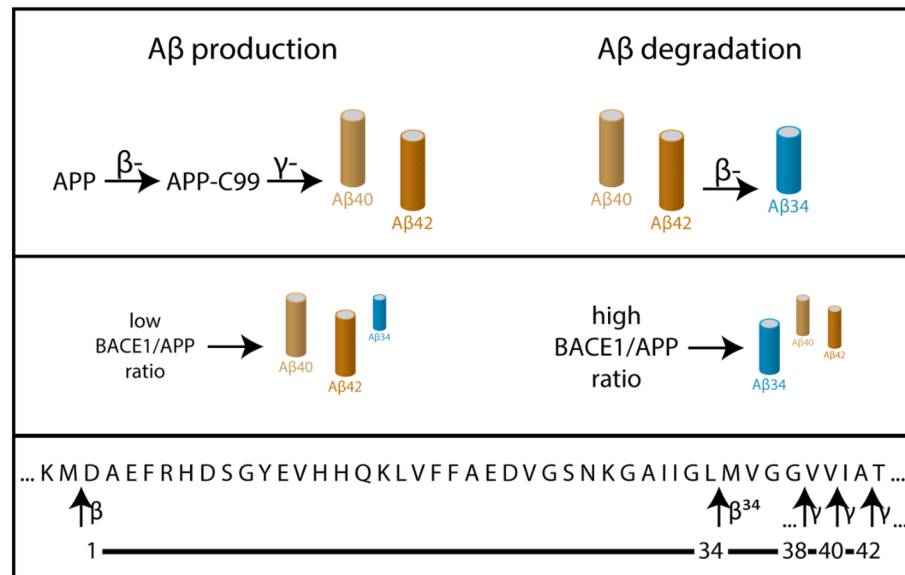 Aβ production
Aβ degradation
APP β- APP-C99 γ- Aβ40 Aβ42
Aβ40 Aβ42 β- Aβ34
low
BACE1/APP
ratio
Aβ40 Aβ42 Aβ34
high
BACE1/APP
ratio
Aβ34 Aβ40 Aβ42
... K M D A E F R H D S G Y E V H H Q K L V F F A E D V G S N K G A I I G L M V G G V V I A T ...
β β³⁴ ... γ γ γ ...
1 34 38 40 42